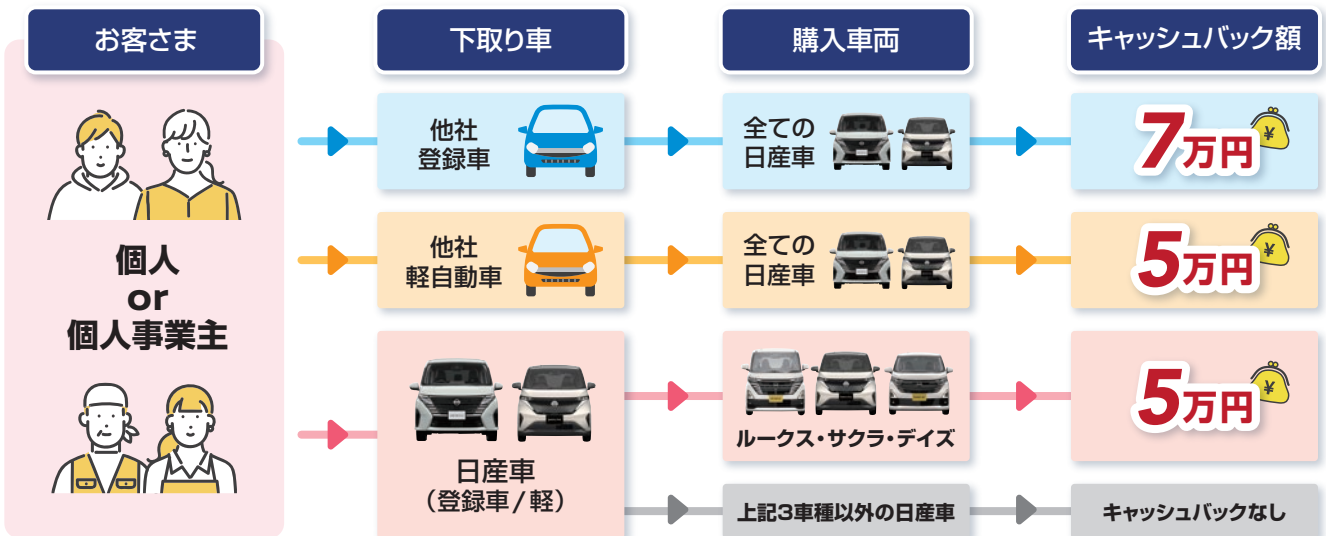 お客さま
下取り車
購入車両
キャッシュバック額
個人
or
個人事業主
他社
登録車
全ての
日産車
7万円
¥
他社
軽自動車
全ての
日産車
5万円
¥
日産車
(登録車/軽)
ルークス・サクラ・デイズ
5万円
¥
上記3車種以外の日産車
キャッシュバックなし